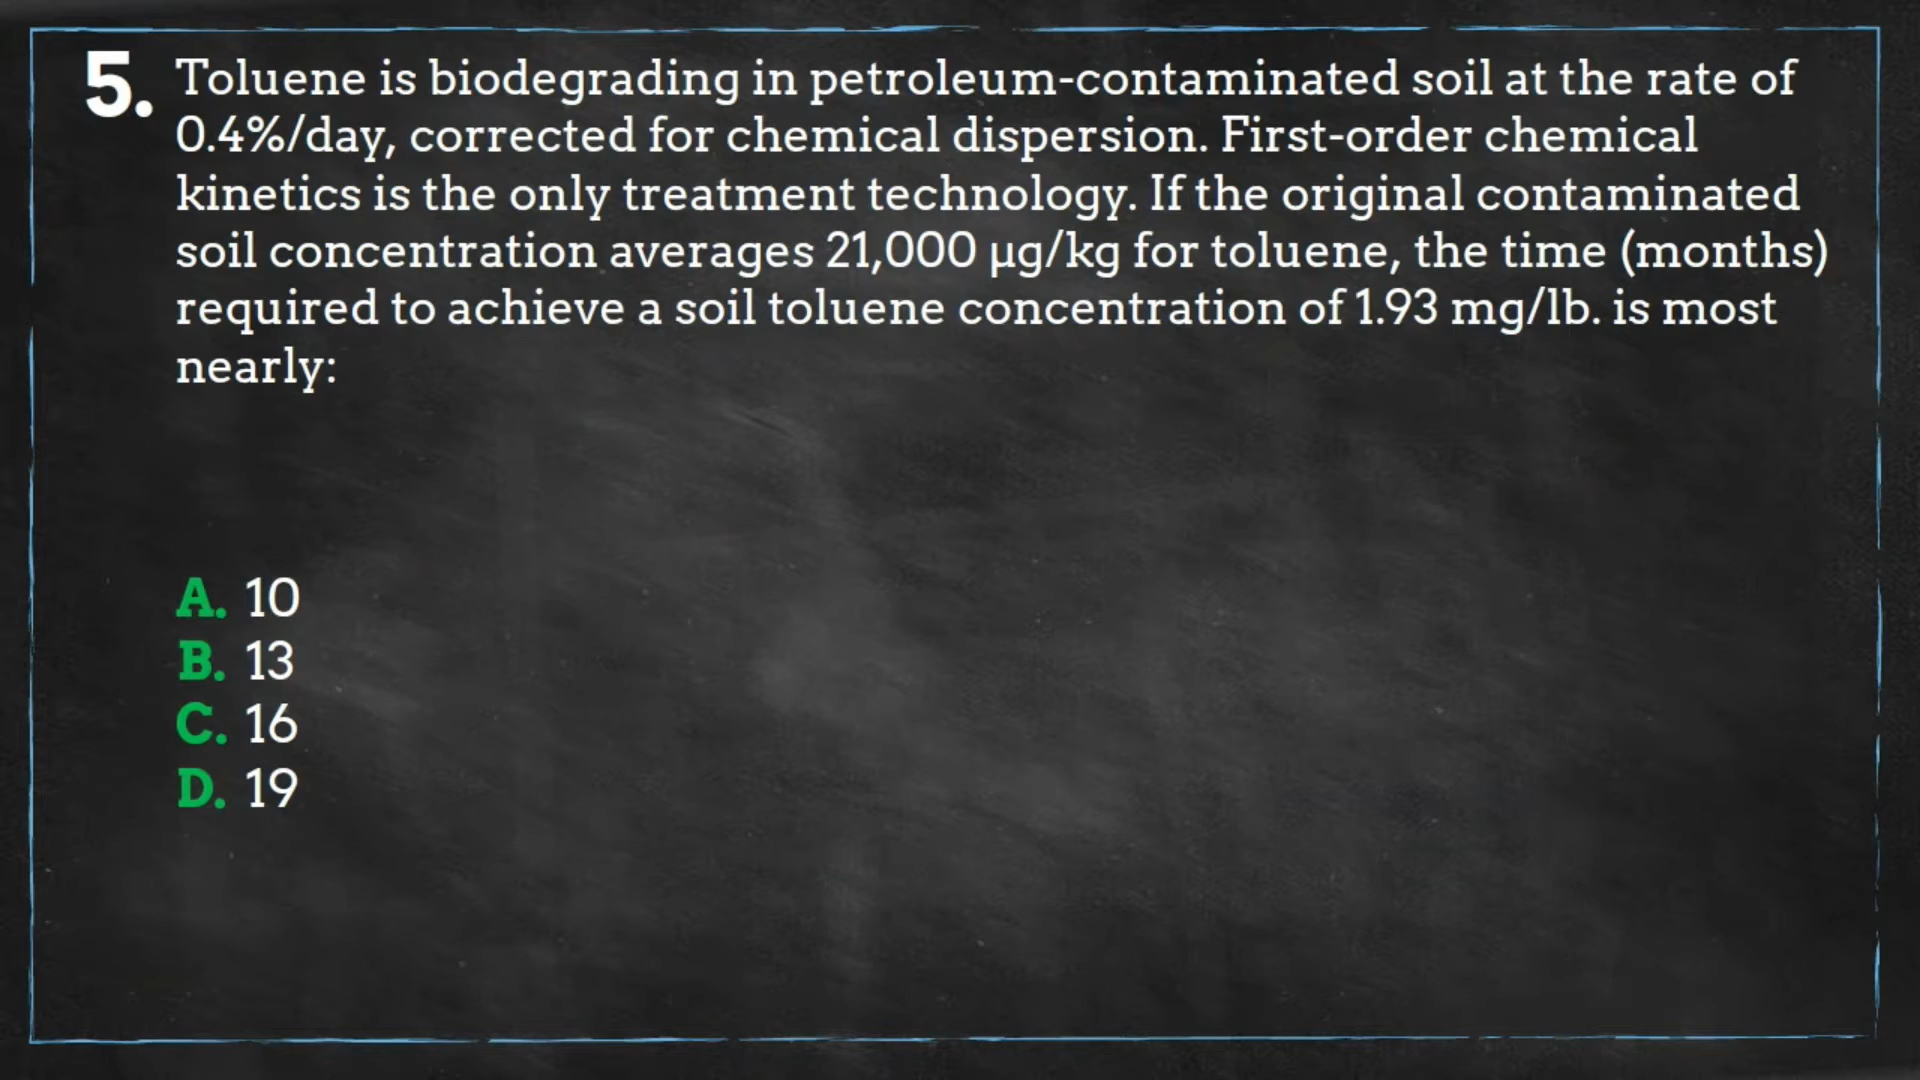 5. Toluene is biodegrading in petroleum-contaminated soil at the rate of
0.4%/day, corrected for chemical dispersion. First-order chemical
kinetics is the only treatment technology. If the original contaminated
soil concentration averages 21,000 µg/kg for toluene, the time (months)
required to achieve a soil toluene concentration of 1.93 mg/lb. is most
nearly:
A. 10
B. 13
C. 16
D. 19